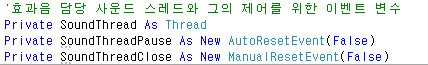 '효과음 담당 사운드 스레드와 그의 제어를 위한 이벤트 변수
Private SoundThread As Thread
Private SoundThreadPause As New AutoResetEvent(False)
Private SoundThreadClose As New ManualResetEvent(False)